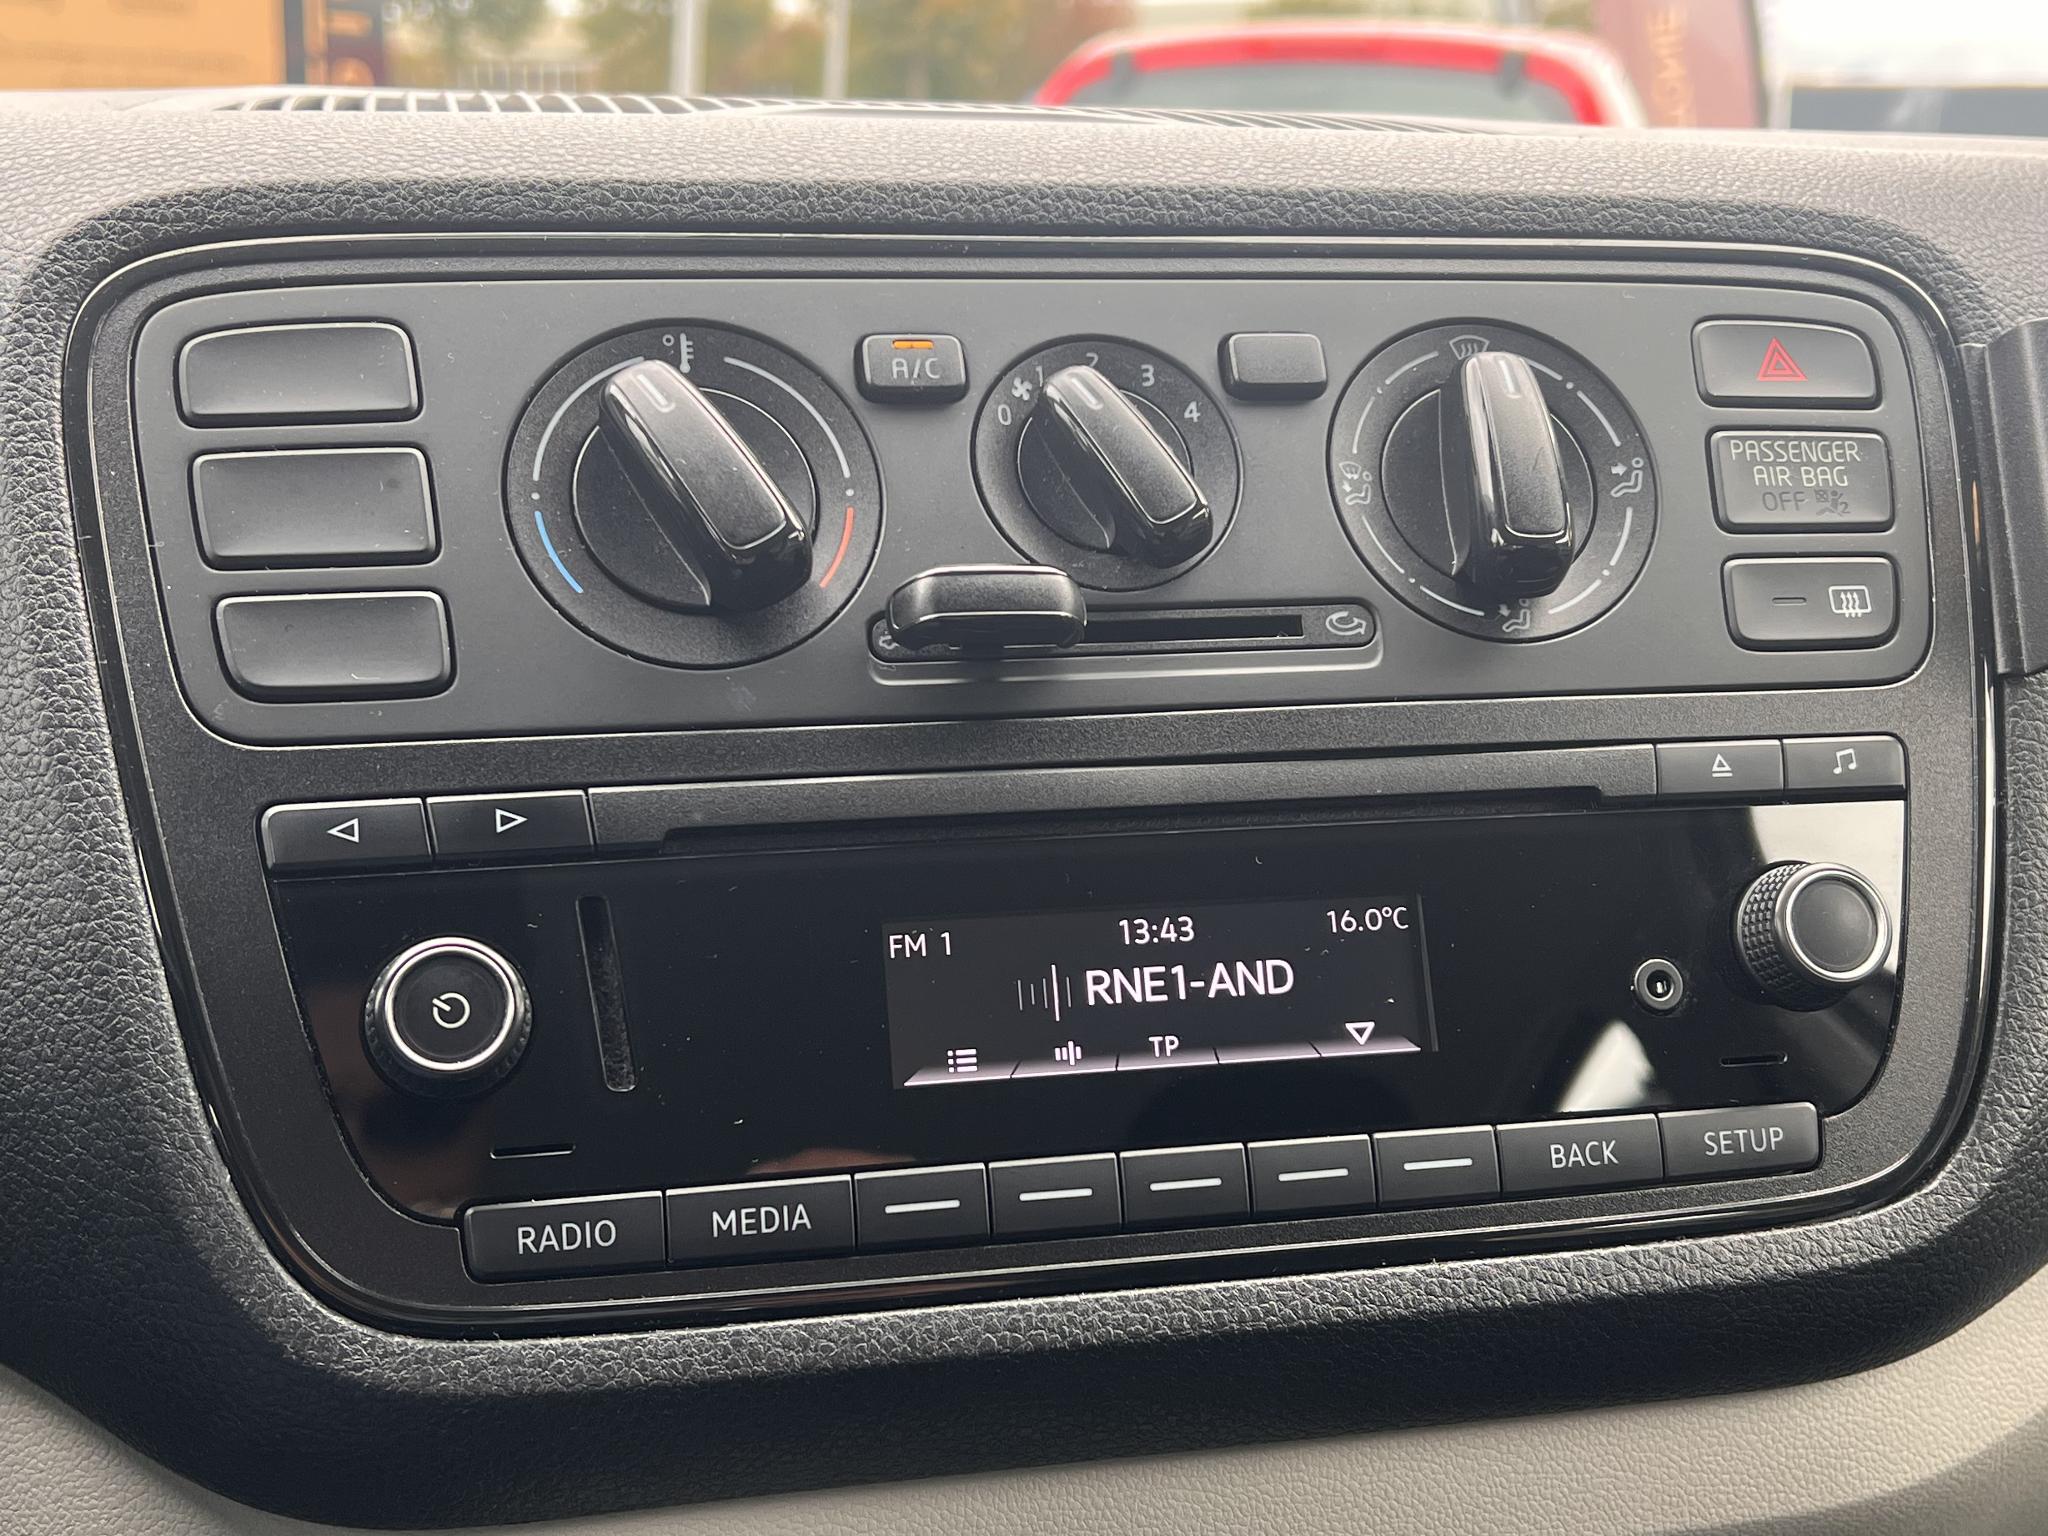 A/C
0 1 2 3 4
PASSENGER
AIR BAG
OFF
2
FM 1 13:43 16.0°C
RNE1-AND
TP
RADIO MEDIA BACK SETUP